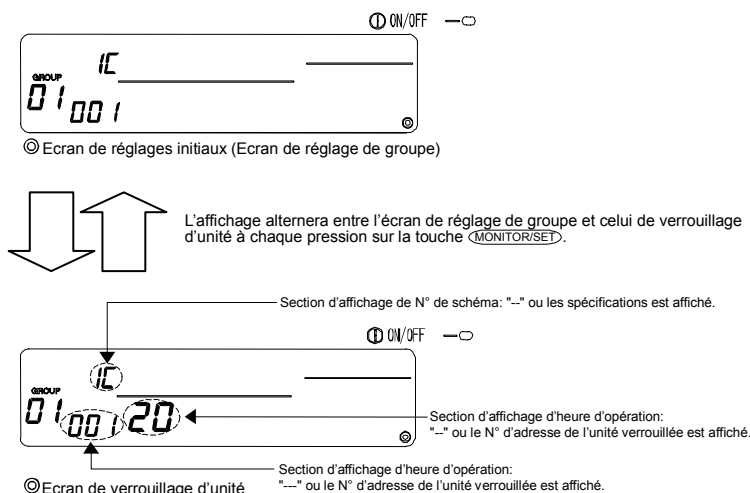 ON/OFF
IC
GROUP
01 001
Ecran de réglages initiaux (Ecran de réglage de groupe)
L'affichage alternera entre l'écran de réglage de groupe et celui de verrouillage
d'unité à chaque pression sur la touche MONITOR/SET.
Section d'affichage de N° de schéma: "--" ou les spécifications est affiché.
ON/OFF
IC
GROUP
01 001 20
Section d'affichage d'heure d'opération:
"--" ou le N° d'adresse de l'unité verrouillée est affiché.
Section d'affichage d'heure d'opération:
"---" ou le N° d'adresse de l'unité verrouillée est affiché.
Ecran de verrouillage d'unité